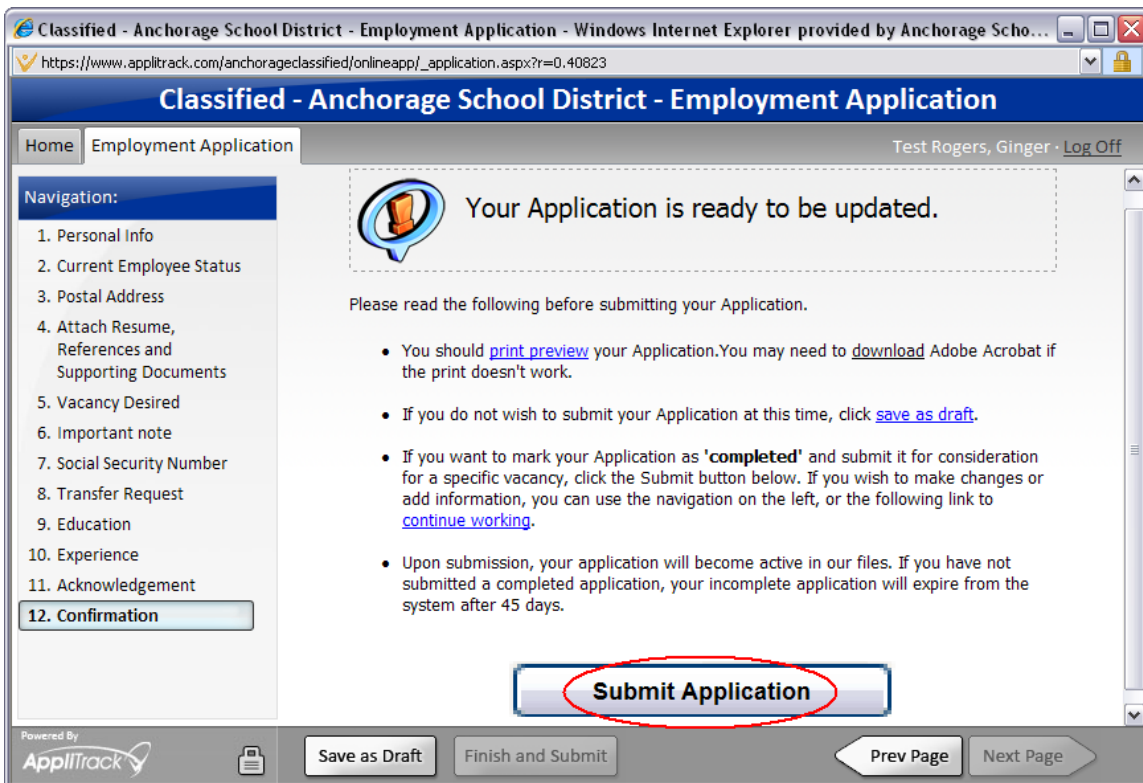 Classified - Anchorage School District - Employment Application - Windows Internet Explorer provided by Anchorage Scho...
https://www.applitrack.com/anchorageclassified/onlineapp/_application.aspx?r=0.40823
Classified - Anchorage School District - Employment Application
Home Employment Application Test Rogers, Ginger · Log Off
Navigation:
1. Personal Info
2. Current Employee Status
3. Postal Address
4. Attach Resume,
References and
Supporting Documents
5. Vacancy Desired
6. Important note
7. Social Security Number
8. Transfer Request
9. Education
10. Experience
11. Acknowledgement
12. Confirmation
Your Application is ready to be updated.
Please read the following before submitting your Application.
• You should print preview your Application.You may need to download Adobe Acrobat if
the print doesn't work.
• If you do not wish to submit your Application at this time, click save as draft.
• If you want to mark your Application as 'completed' and submit it for consideration
for a specific vacancy, click the Submit button below. If you wish to make changes or
add information, you can use the navigation on the left, or the following link to
continue working.
• Upon submission, your application will become active in our files. If you have not
submitted a completed application, your incomplete application will expire from the
system after 45 days.
Submit Application
Powered By
AppliTrack
Save as Draft Finish and Submit Prev Page Next Page